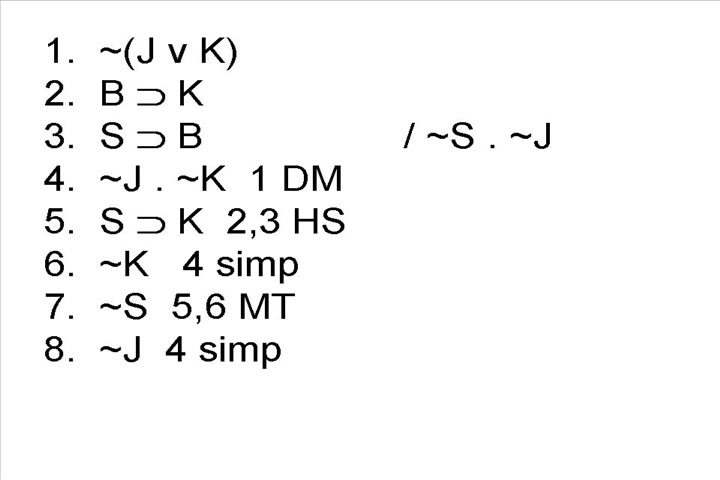 1. ~(J v K)
2. B ⊃ K
3. S ⊃ B / ~S . ~J
4. ~J . ~K 1 DM
5. S ⊃ K 2,3 HS
6. ~K 4 simp
7. ~S 5,6 MT
8. ~J 4 simp